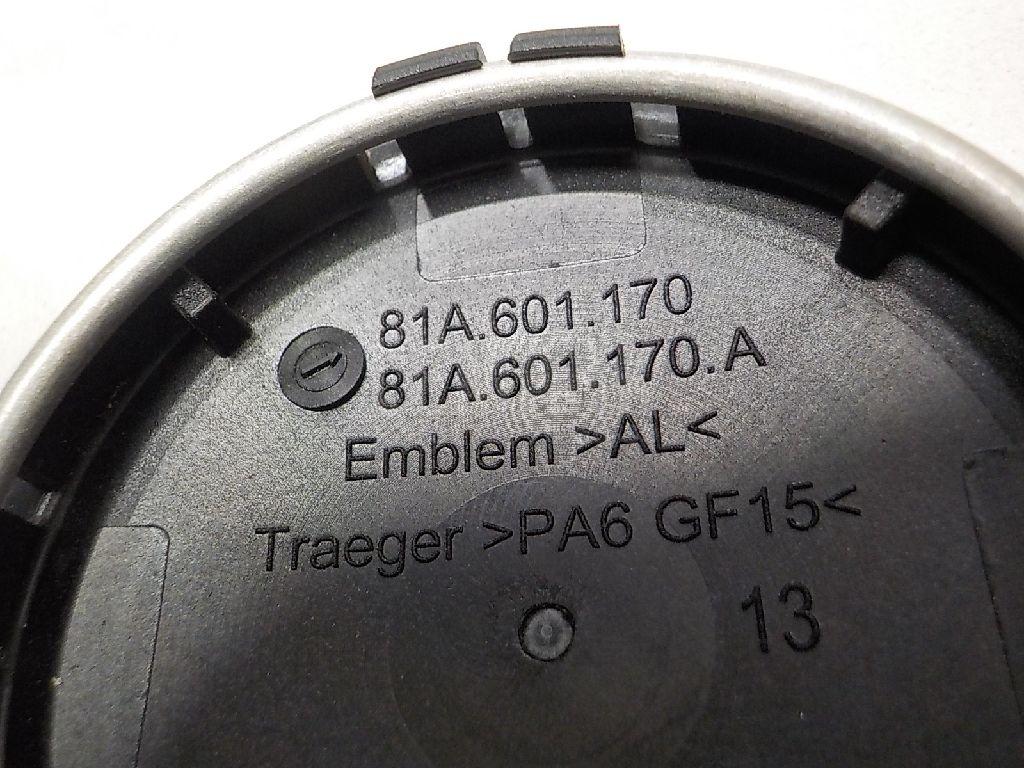 81A.601.170
81A.601.170.A
Emblem >AL<
Traeger >PA6 GF15<
13